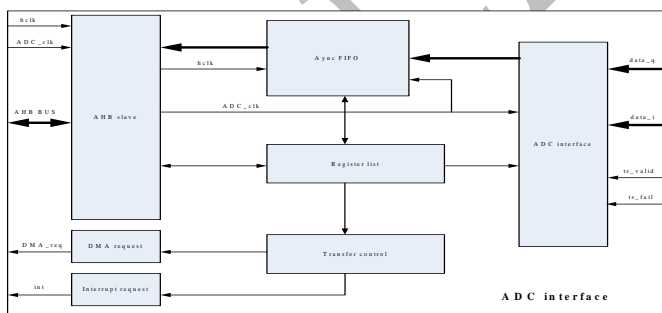 hclk
ADC_clk
AHB BUS
AHB slave
hclk
ADC_clk
Aync FIFO
Register list
ADC interface
data_q
data_i
ts_valid
ts_fail
DMA_req
DMA request
Transfer control
int
Interrupt request
ADC interface